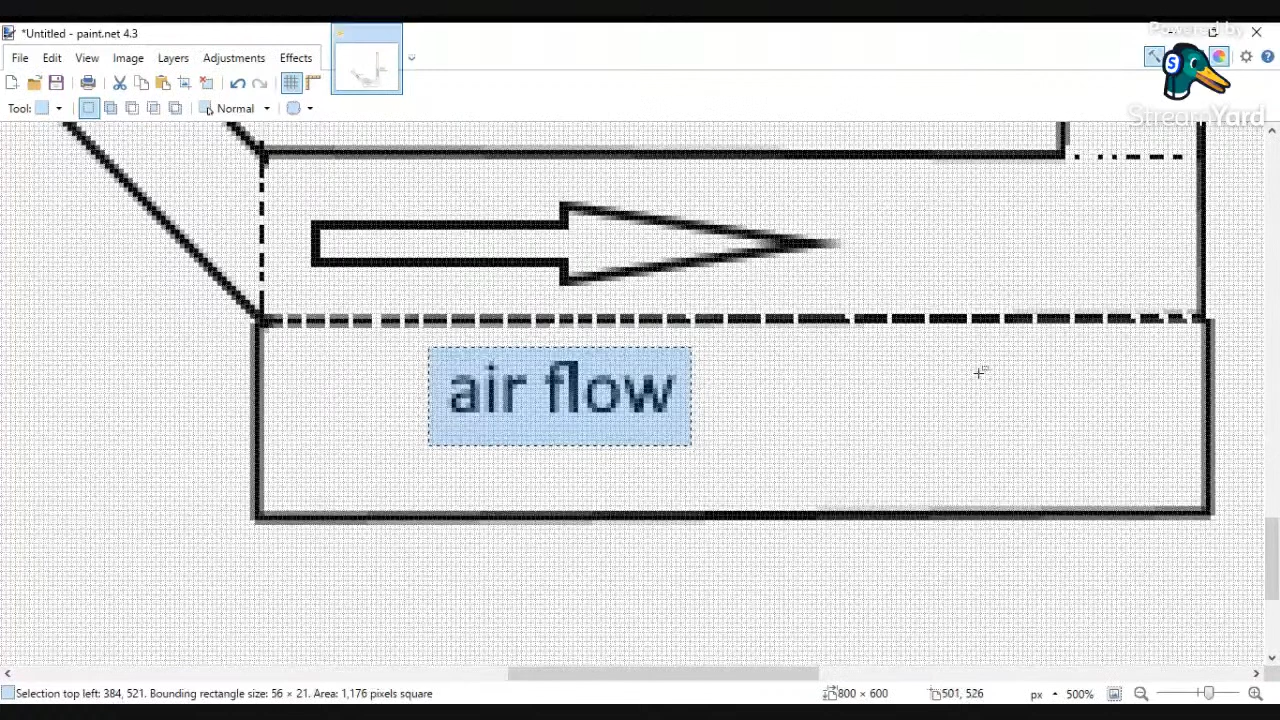 *Untitled - paint.net 4.3
Powered by
File Edit View Image Layers Adjustments Effects
S
Tool: Normal
StreamYard
air flow
Selection top left: 384, 521. Bounding rectangle size: 56 × 21. Area: 1,176 pixels square 800 × 600 501, 526 px 500%